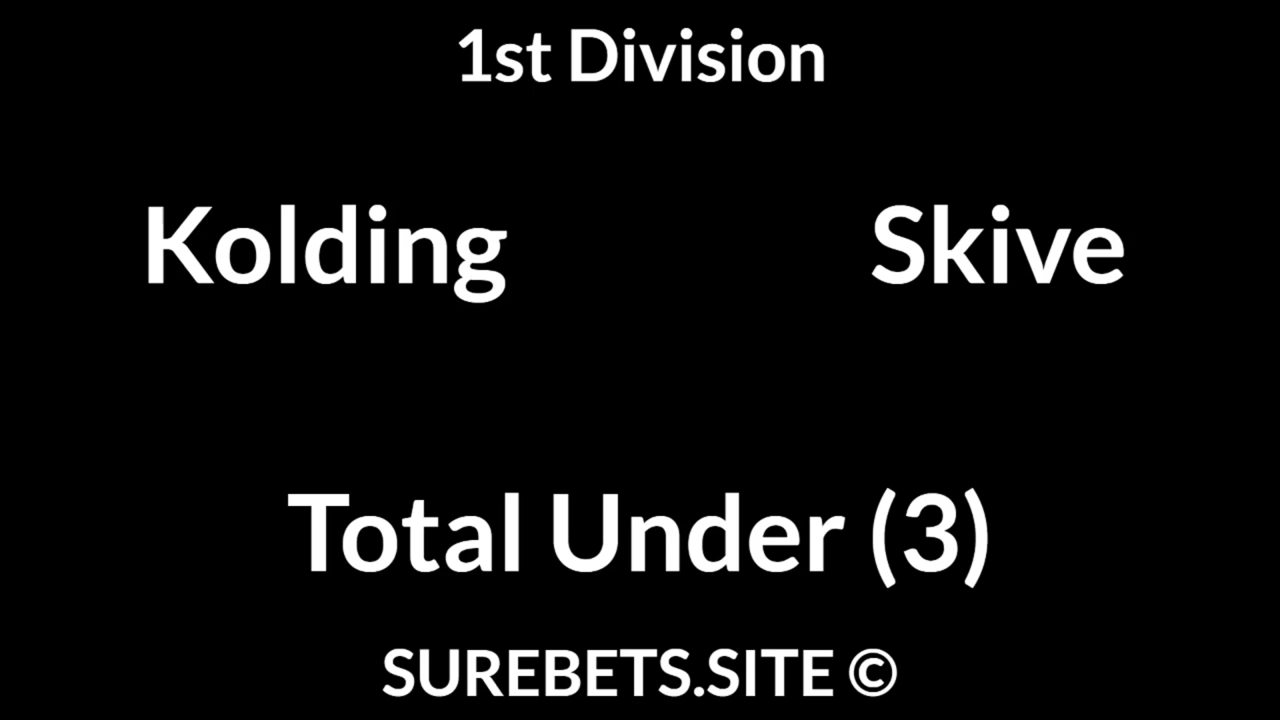 1st Division
Kolding Skive
Total Under (3)
SUREBETS.SITE ©